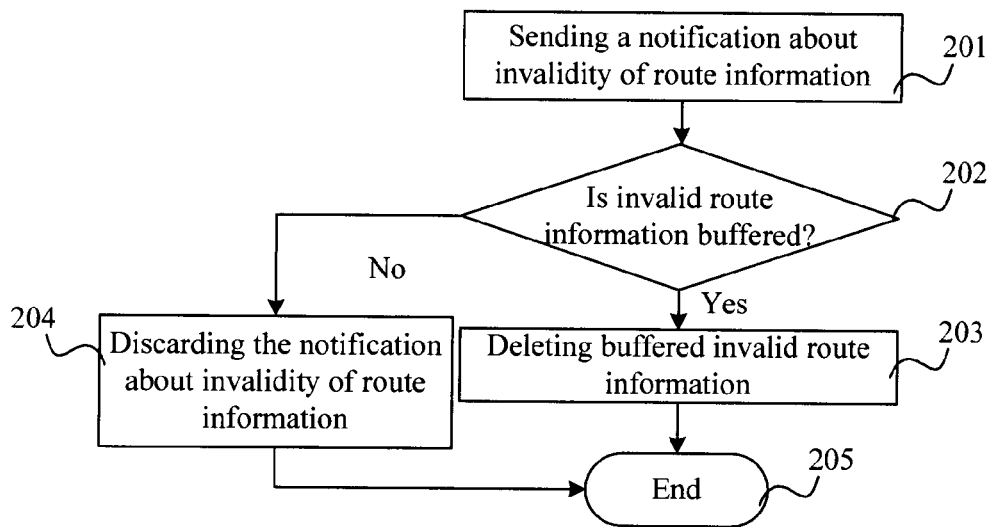 Sending a notification about
invalidity of route information
201
Is invalid route
information buffered?
202
No
Yes
204
Discarding the notification
about invalidity of route
information
Deleting buffered invalid route
information
203
End
205